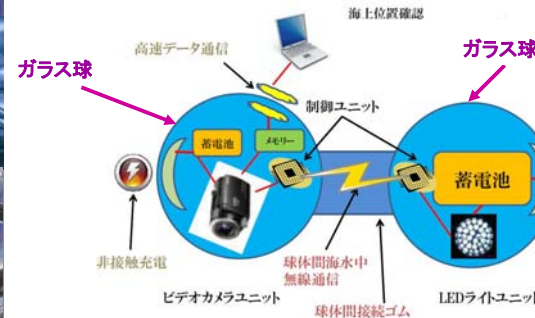 海上位置確認
高速データ通信
ガラス球
ガラス球
制御ユニット
蓄電池
メモリー
蓄電池
非接触充電
球体間海水中
無線通信
ビデオカメラユニット
LEDライトユニット
球体間接続ゴム